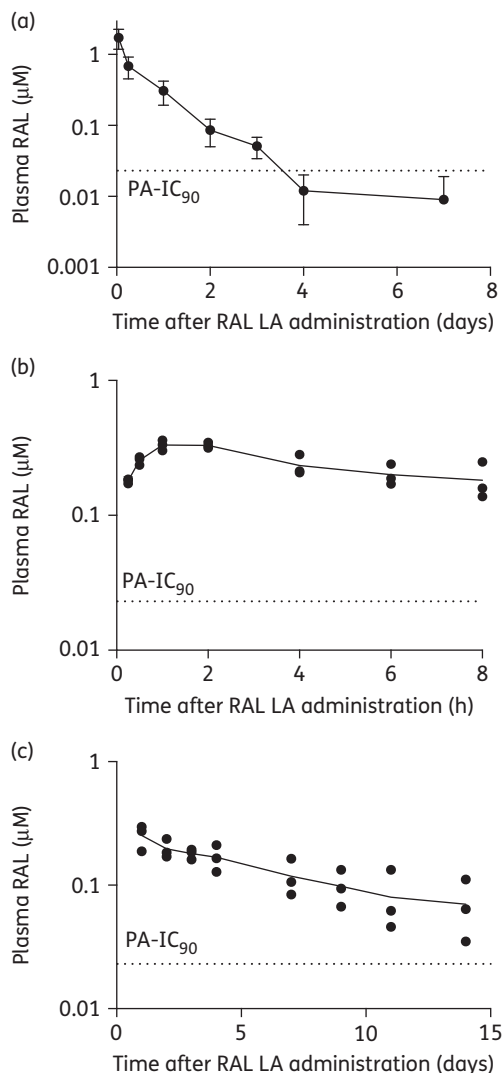 (a)
1
0.1
0.01
0.001
Plasma RAL (µM)
PA-IC90
0 2 4 6 8
Time after RAL LA administration (days)
(b)
1
0.1
0.01
Plasma RAL (µM)
PA-IC90
0 2 4 6 8
Time after RAL LA administration (h)
(c)
1
0.1
0.01
Plasma RAL (µM)
PA-IC90
0 5 10 15
Time after RAL LA administration (days)